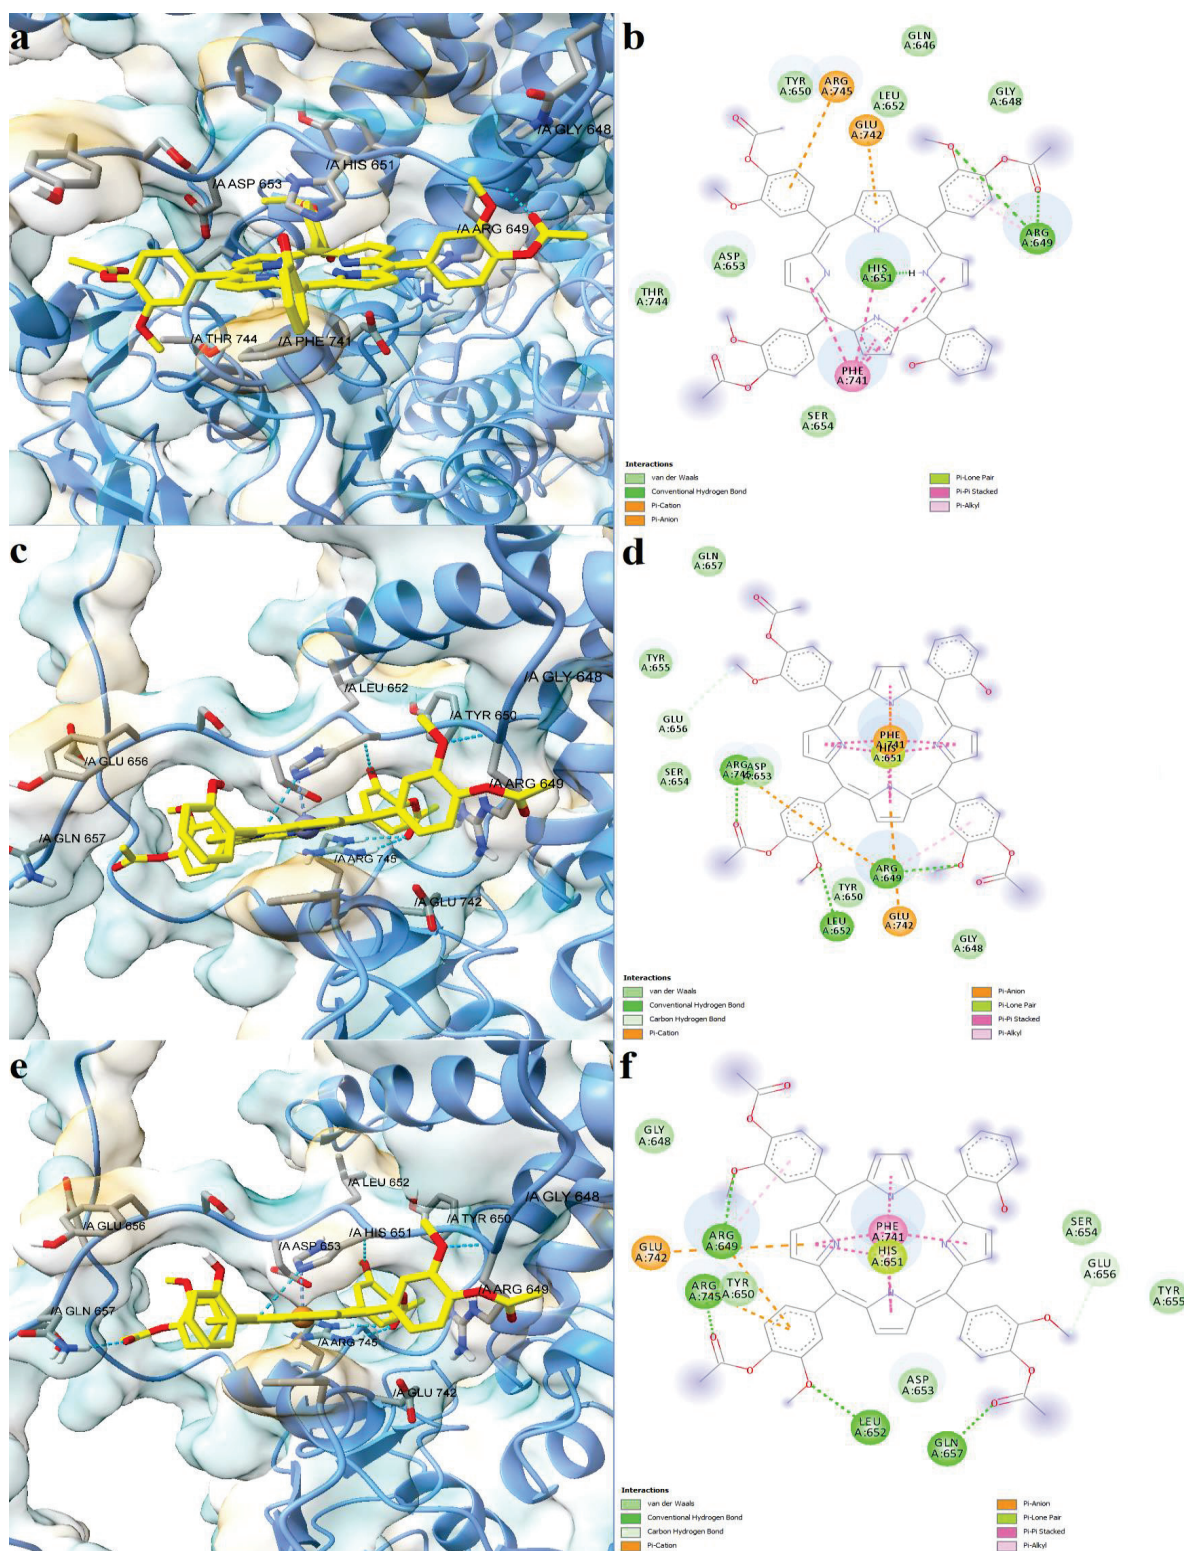 a
/A GLY 648
/A HIS 651
/A ASP 653
/A ARG 649
/A THR 744
/A PHE 741
b
GLN
A:646
TYR
A:650
ARG
A:745
LEU
A:652
GLY
A:648
GLU
A:742
ARG
A:649
ASP
A:653
HIS
A:651
H
N
N
N
N
THR
A:744
PHE
A:741
SER
A:654
Interactions
van der Waals
Conventional Hydrogen Bond
Pi-Cation
Pi-Anion
Pi-Lone Pair
Pi-Pi Stacked
Pi-Alkyl
c
/A LEU 652
/A GLY 648
/A TYR 650
/A GLU 656
/A ARG 649
/A GLN 657
/A ARG 745
/A GLU 742
d
GLN
A:657
TYR
A:655
GLU
A:656
PHE
A:741
HIS
A:651
SER
A:654
ARG
A:745
ASP
A:653
ARG
A:649
TYR
A:650
LEU
A:652
GLU
A:742
GLY
A:648
Interactions
van der Waals
Conventional Hydrogen Bond
Carbon Hydrogen Bond
Pi-Cation
Pi-Anion
Pi-Lone Pair
Pi-Pi Stacked
Pi-Alkyl
e
/A LEU 652
/A GLY 648
/A GLU 656
/A HIS 651
/A TYR 650
/A ASP 653
/A ARG 649
/A GLN 657
/A ARG 745
/A GLU 742
f
GLY
A:648
ARG
A:649
PHE
A:741
HIS
A:651
SER
A:654
GLU
A:742
GLU
A:656
ARG
A:745
TYR
A:650
TYR
A:655
ASP
A:653
LEU
A:652
GLN
A:657
Interactions
van der Waals
Conventional Hydrogen Bond
Carbon Hydrogen Bond
Pi-Cation
Pi-Anion
Pi-Lone Pair
Pi-Pi Stacked
Pi-Alkyl